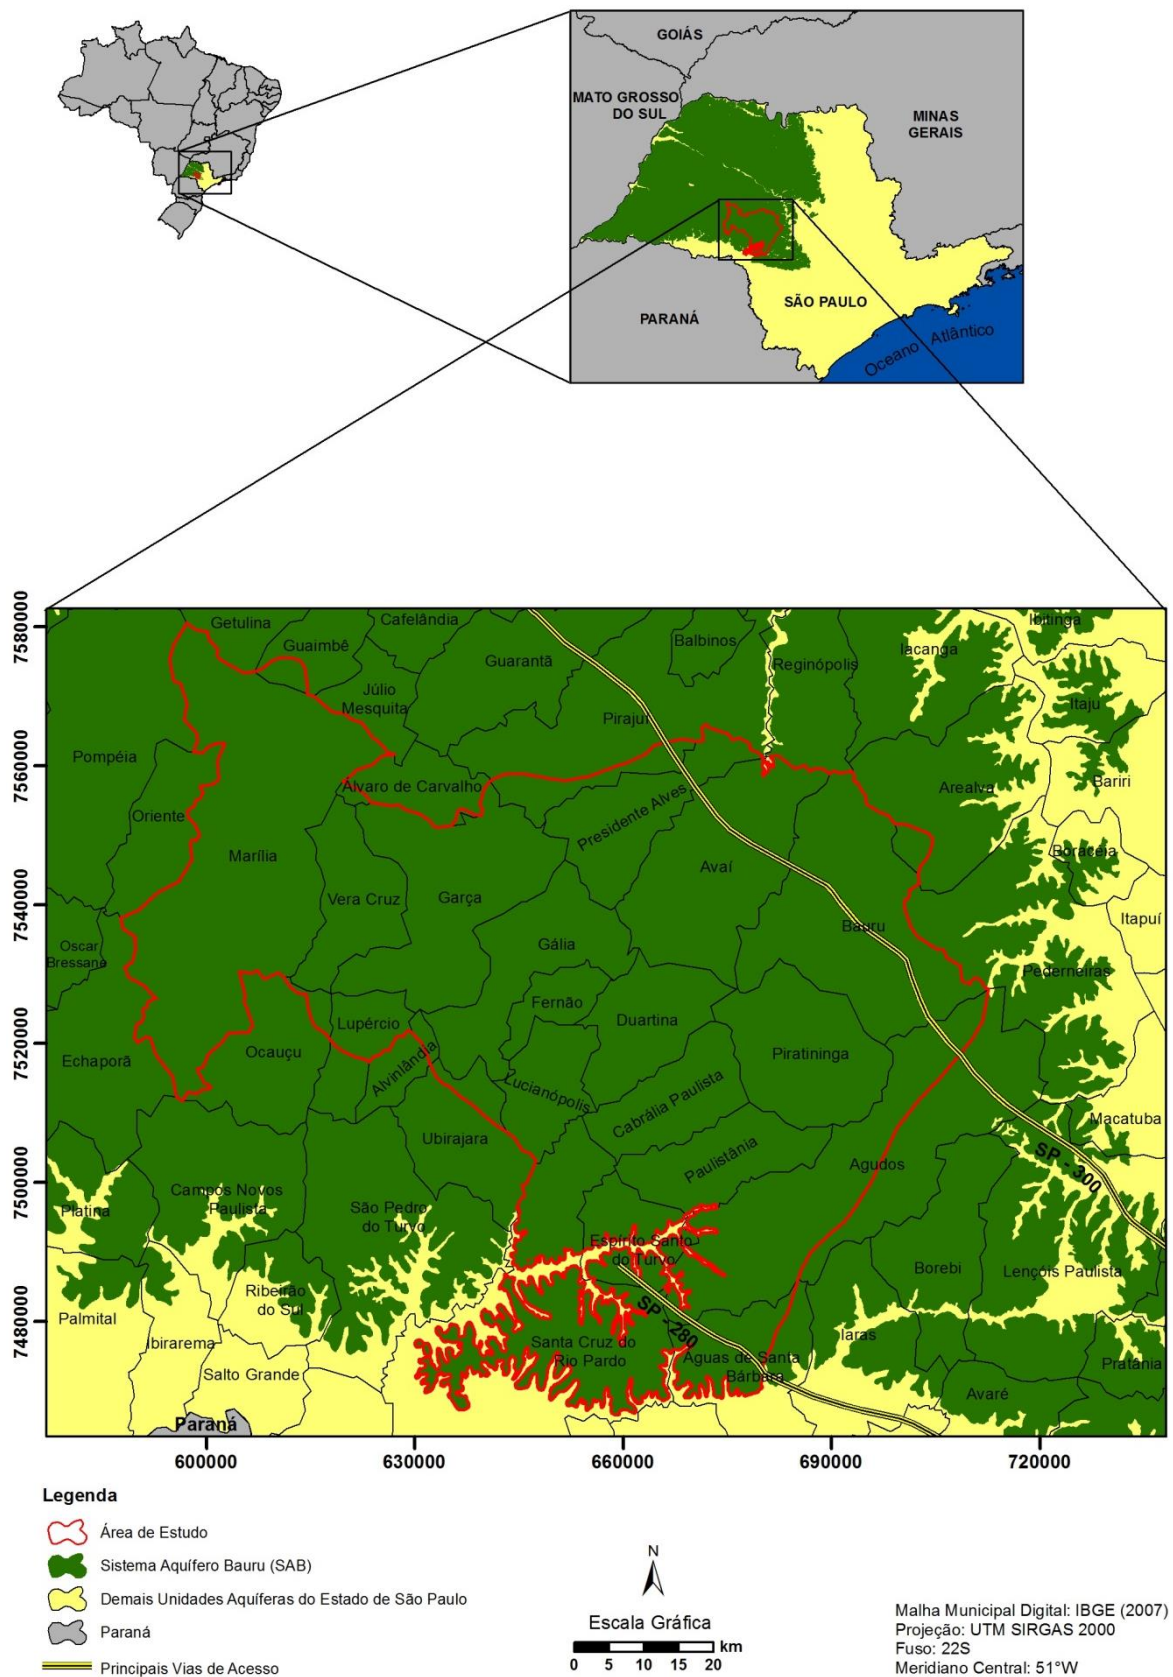 GOIÁS
MATO GROSSO
DO SUL
MINAS
GERAIS
SÃO PAULO
PARANÁ
Oceano Atlântico
7580000
7560000
7540000
7520000
7500000
7480000
Getulina
Cafelândia
Guaimbê
Guarantã
Balbinos
Reginópolis
Iacanga
Ibitinga
Júlio
Mesquita
Itaju
Pirajuí
Pompéia
Álvaro de Carvalho
Arealva
Bariri
Oriente
Presidente Alves
Marília
Avaí
Boracéia
Vera Cruz
Garça
Itapuí
Bauru
Oscar
Bressane
Gália
Pederneiras
Fernão
Lupércio
Duartina
Echaporã
Ocauçu
Alvinlândia
Piratininga
Lucianópolis
Cabrália Paulista
Macatuba
Ubirajara
Paulistânia
Agudos
SP - 300
Platina
Campos Novos
Paulista
São Pedro
do Turvo
Espírito Santo
do Turvo
Borebi
Lençóis Paulista
Palmital
Ribeirão
do Sul
SP - 280
Ibirarema
Santa Cruz do
Rio Pardo
Iaras
Salto Grande
Águas de Santa
Bárbara
Pratânia
Avaré
Paraná
600000
630000
660000
690000
720000
Legenda
Área de Estudo
Sistema Aquífero Bauru (SAB)
Demais Unidades Aquíferas do Estado de São Paulo
Paraná
Principais Vias de Acesso
N
Escala Gráfica
km
0 5 10 15 20
Malha Municipal Digital: IBGE (2007)
Projeção: UTM SIRGAS 2000
Fuso: 22S
Meridiano Central: 51°W